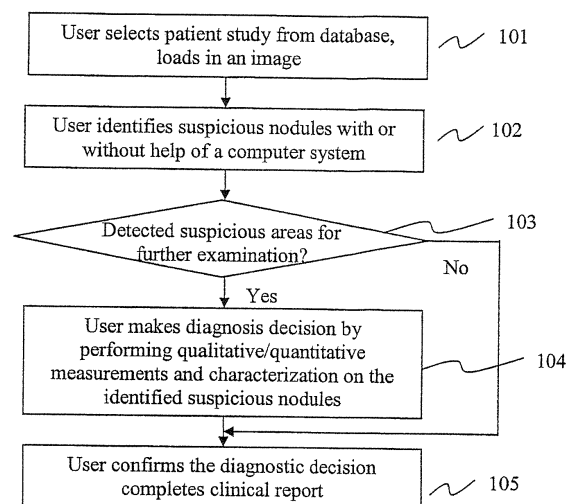 User selects patient study from database,
loads in an image
101
User identifies suspicious nodules with or
without help of a computer system
102
Detected suspicious areas for
further examination?
103
No
Yes
User makes diagnosis decision by
performing qualitative/quantitative
measurements and characterization on the
identified suspicious nodules
104
User confirms the diagnostic decision
completes clinical report
105